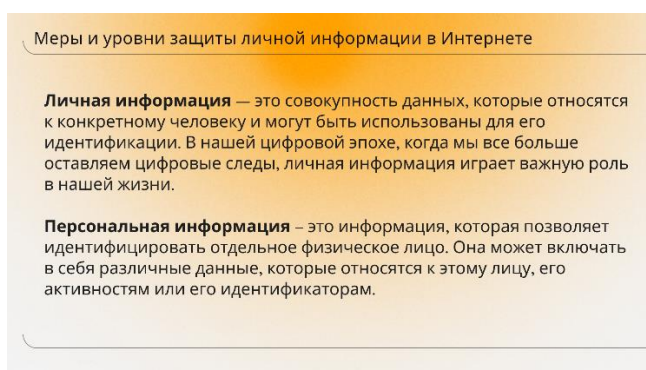 Меры и уровни защиты личной информации в Интернете
Личная информация — это совокупность данных, которые относятся
к конкретному человеку и могут быть использованы для его
идентификации. В нашей цифровой эпохе, когда мы все больше
оставляем цифровые следы, личная информация играет важную роль
в нашей жизни.
Персональная информация – это информация, которая позволяет
идентифицировать отдельное физическое лицо. Она может включать
в себя различные данные, которые относятся к этому лицу, его
активностям или его идентификаторам.